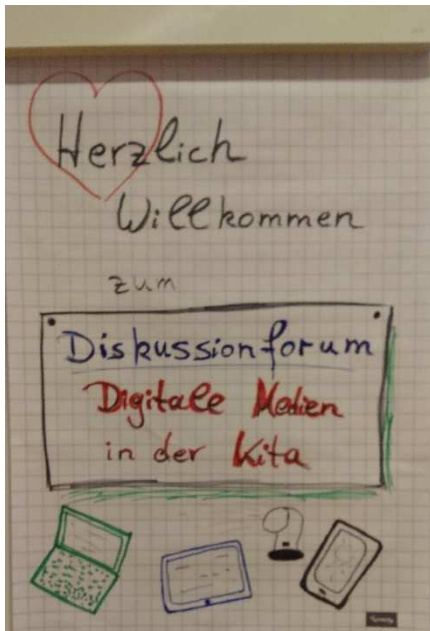 Herzlich
Willkommen
zum
Diskussionforum
Digitale Medien
in der Kita